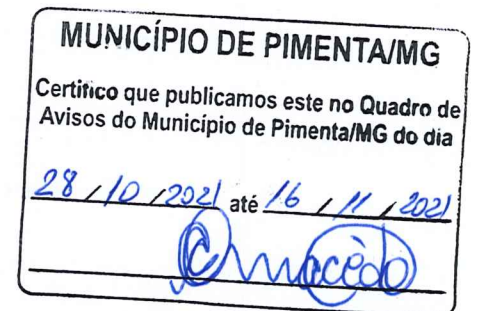 MUNICÍPIO DE PIMENTA/MG
Certifico que publicamos este no Quadro de
Avisos do Município de Pimenta/MG do dia
28 / 10 / 2021 até 16 / 11 / 2021